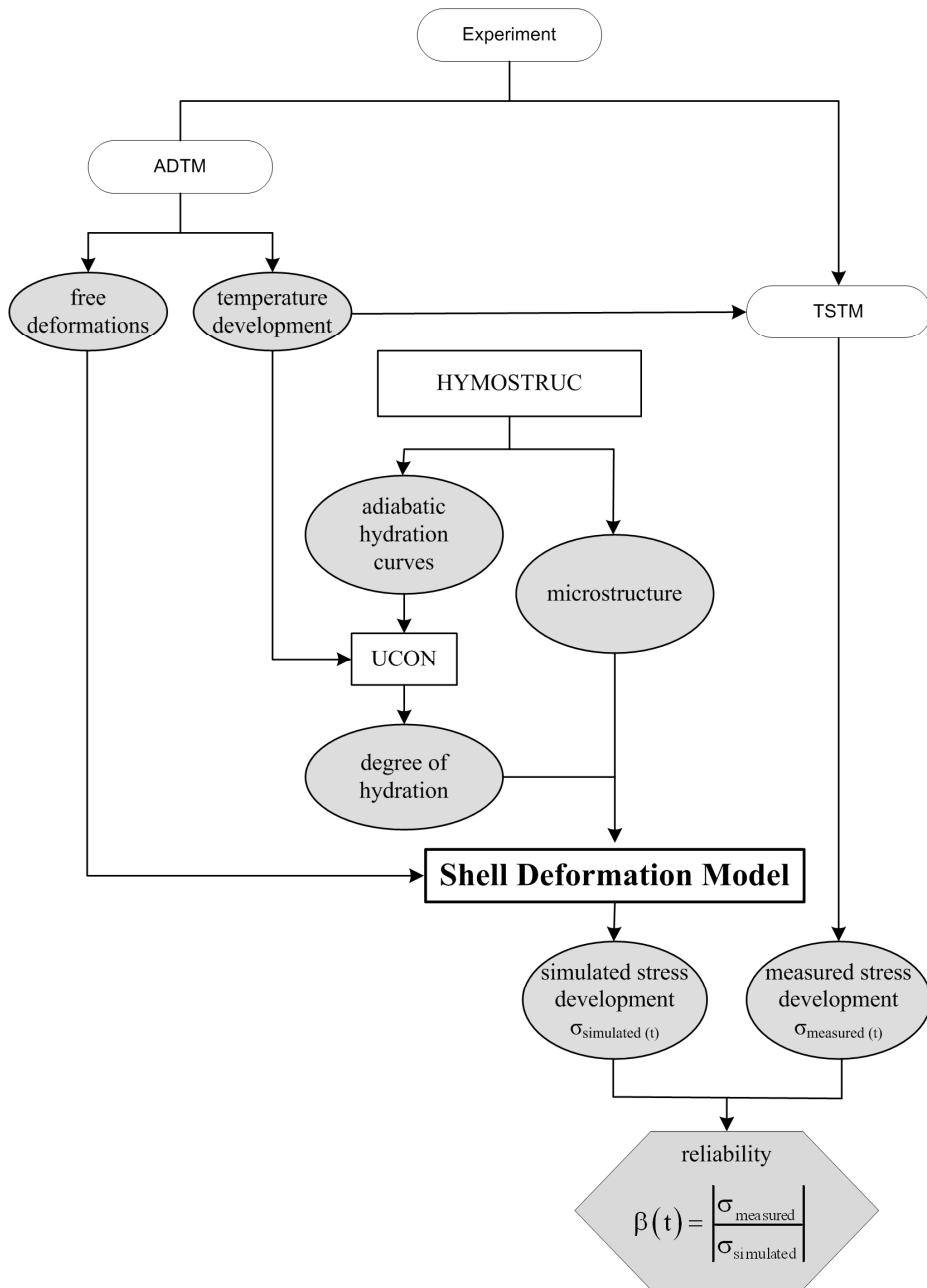 Experiment
ADTM
free
deformations
temperature
development
TSTM
HYMOSTRUC
adiabatic
hydration
curves
microstructure
UCON
degree of
hydration
Shell Deformation Model
simulated stress
development
σsimulated (t)
measured stress
development
σmeasured (t)
reliability
β(t) = |σmeasured / σsimulated|